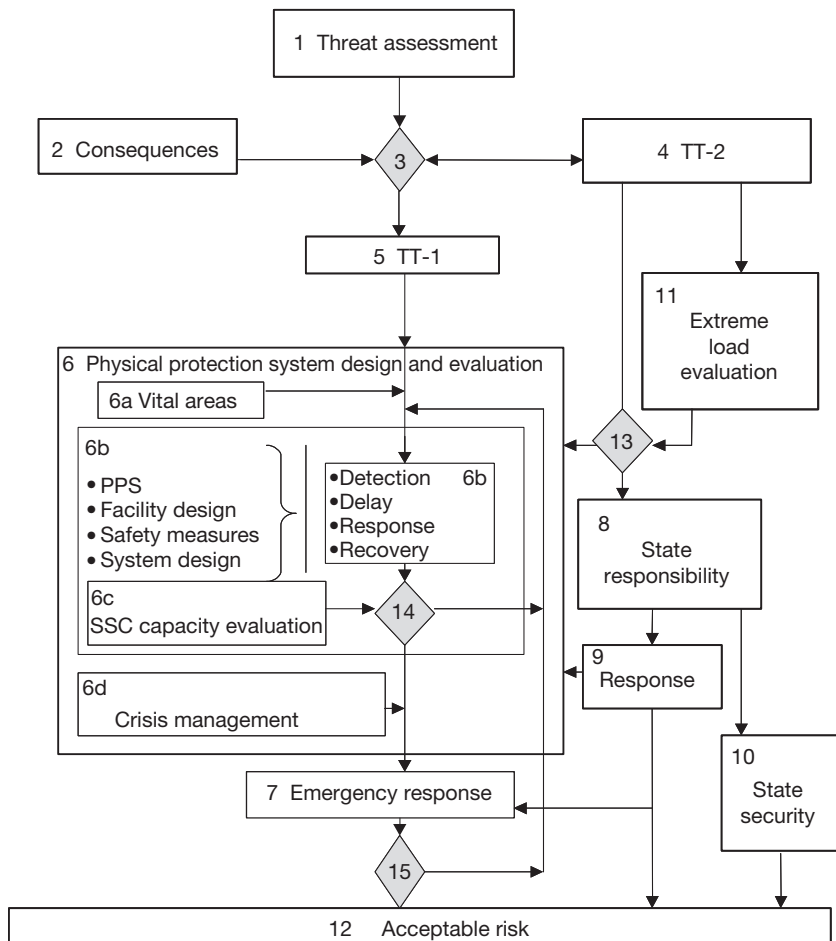 1 Threat assessment
2 Consequences
3
4 TT-2
5 TT-1
11
Extreme
load
evaluation
6 Physical protection system design and evaluation
6a Vital areas
13
6b
• PPS
• Facility design
• Safety measures
• System design
•Detection 6b
•Delay
•Response
•Recovery
8
State
responsibility
6c
SSC capacity evaluation
14
9
Response
6d
Crisis management
10
State
security
7 Emergency response
15
12 Acceptable risk